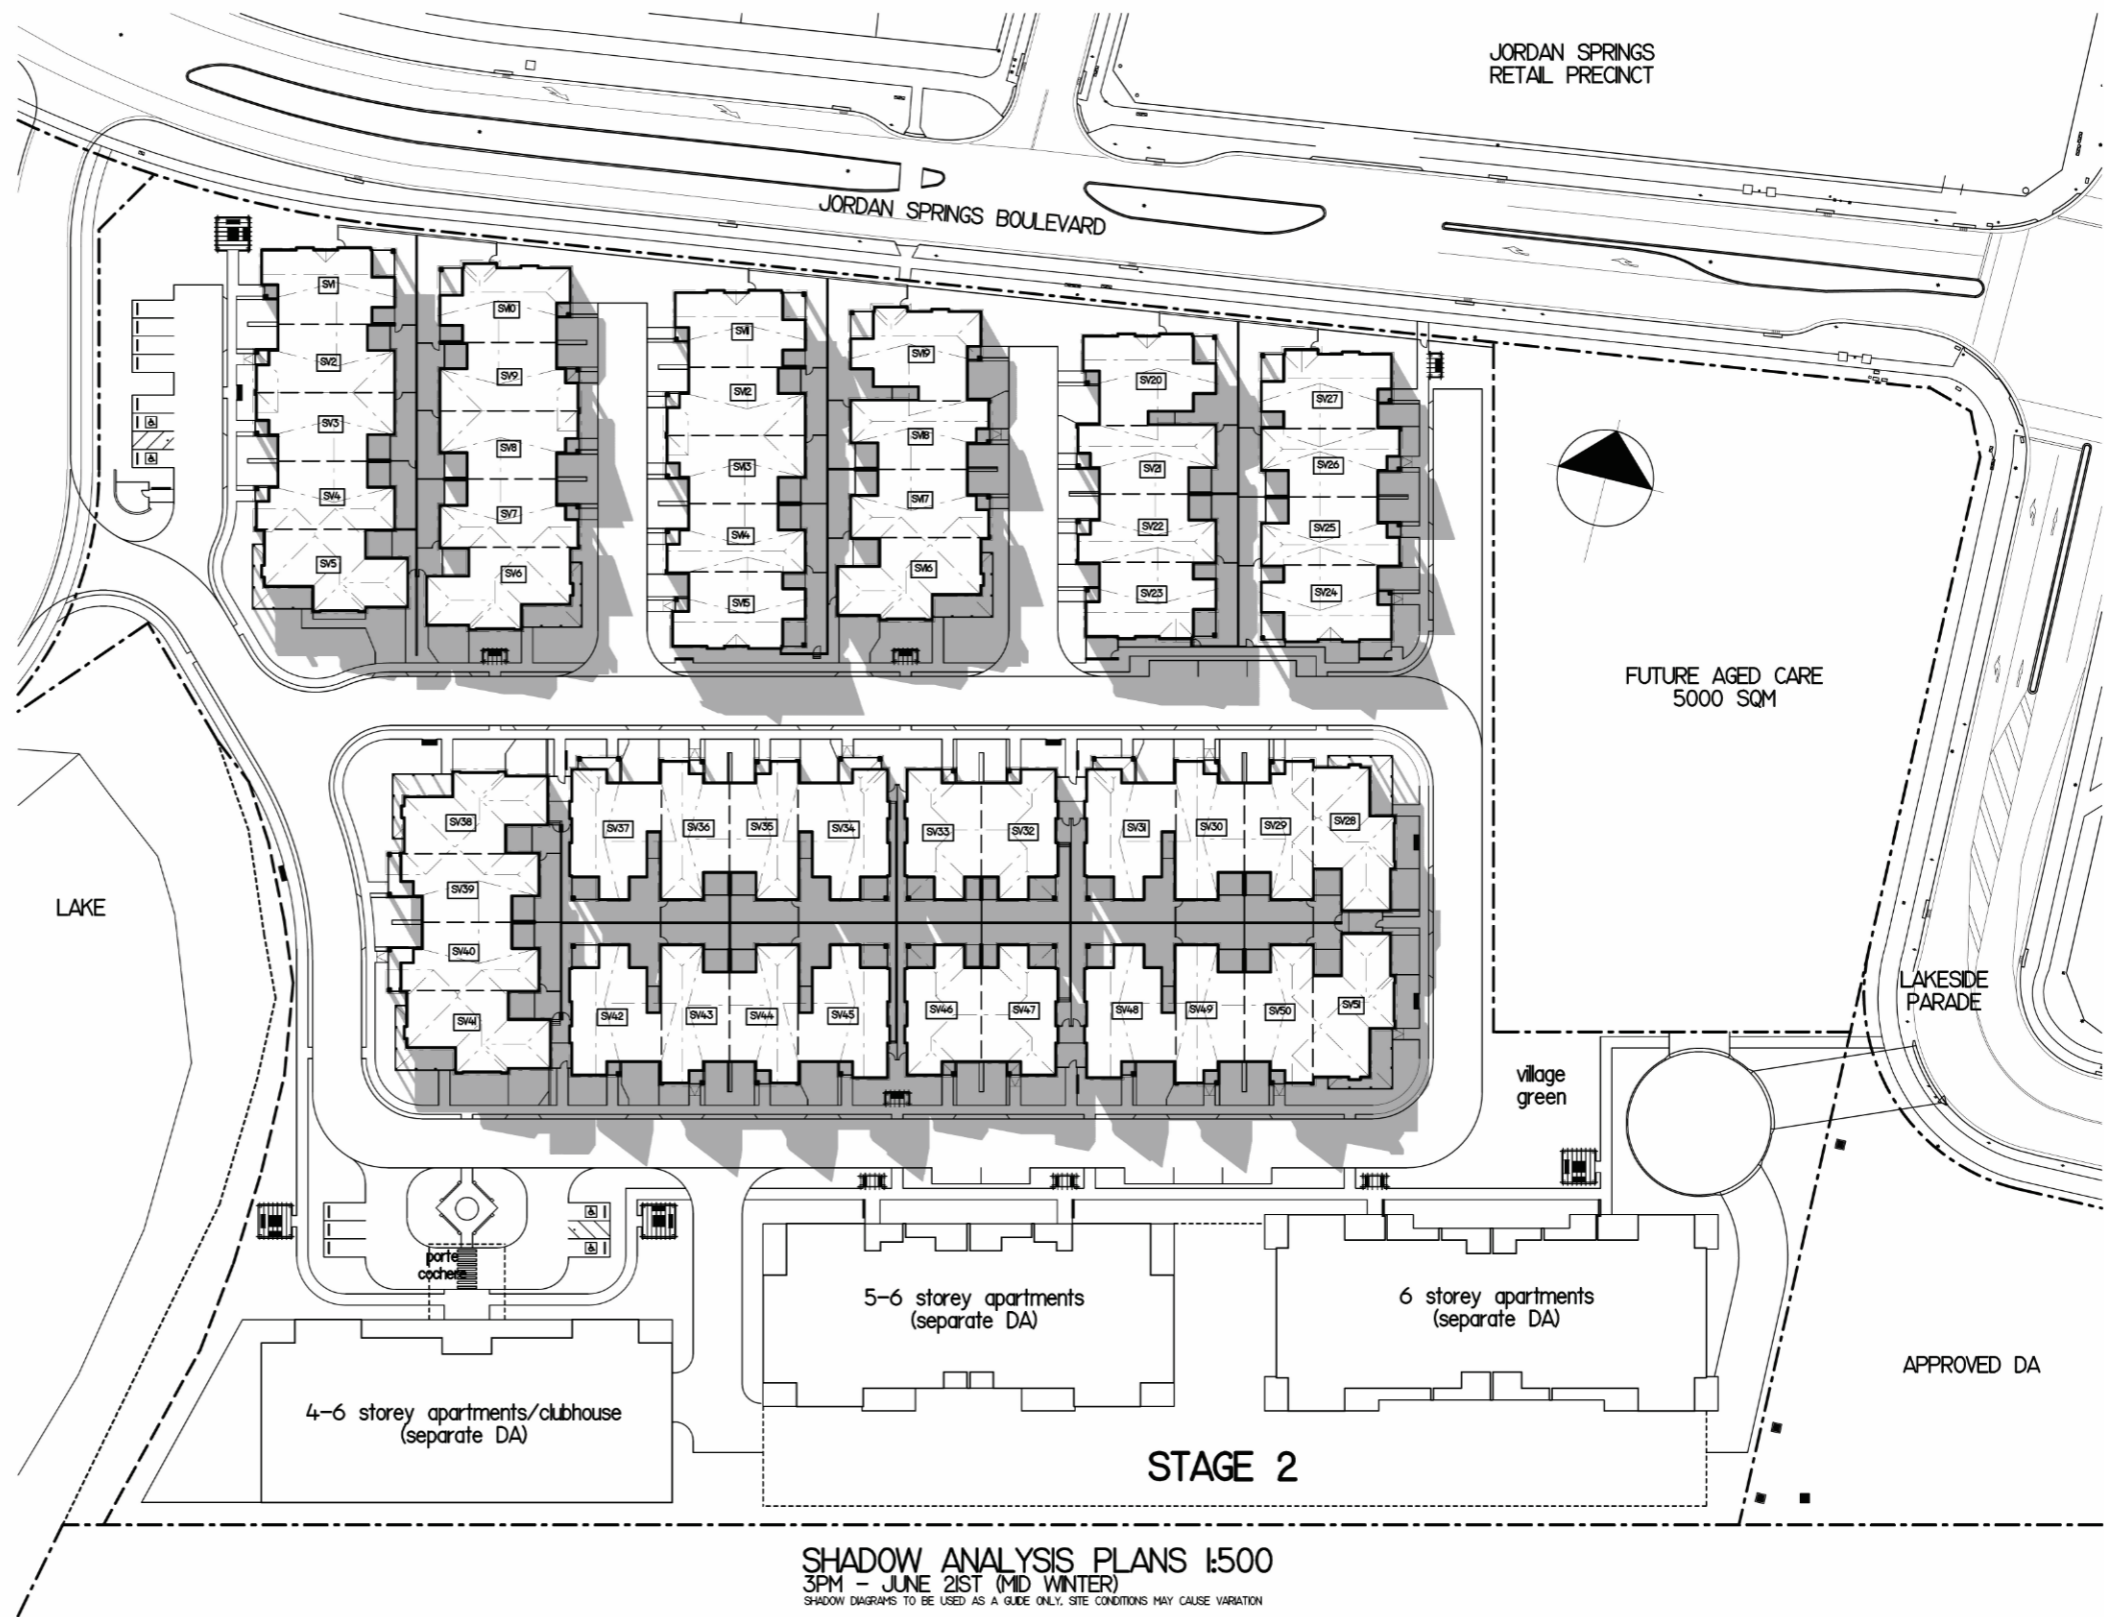 JORDAN SPRINGS
RETAIL PRECINCT
JORDAN SPRINGS BOULEVARD
SV1
SV10
SV11
SV19
SV20
SV27
SV2
SV9
SV12
SV18
SV21
SV26
SV3
SV8
SV13
SV17
SV22
SV25
SV4
SV7
SV14
SV16
SV23
SV24
SV5
SV6
SV15
FUTURE AGED CARE
5000 SQM
SV38
SV37
SV36
SV35
SV34
SV33
SV32
SV31
SV30
SV29
SV28
SV39
LAKE
SV40
SV41
SV42
SV43
SV44
SV45
SV46
SV47
SV48
SV49
SV50
SV51
LAKESIDE
PARADE
village
green
porte
cochere
5-6 storey apartments
(separate DA)
6 storey apartments
(separate DA)
4-6 storey apartments/clubhouse
(separate DA)
APPROVED DA
STAGE 2
SHADOW ANALYSIS PLANS 1:500
3PM - JUNE 21ST (MID WINTER)
SHADOW DIAGRAMS TO BE USED AS A GUIDE ONLY. SITE CONDITIONS MAY CAUSE VARIATION